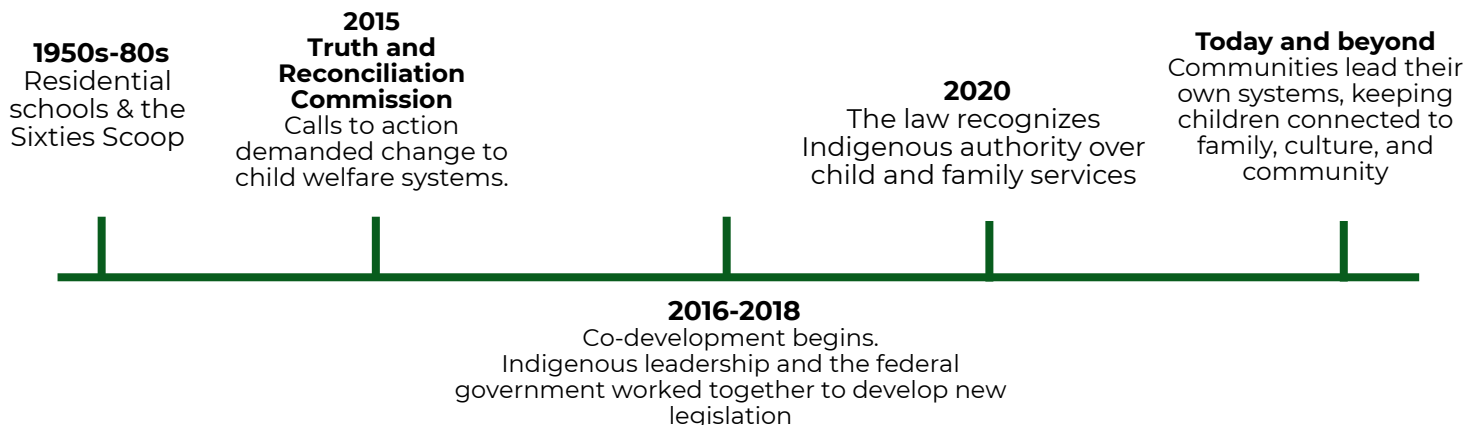 1950s-80s
Residential
schools & the
Sixties Scoop
2015
Truth and
Reconciliation
Commission
Calls to action
demanded change to
child welfare systems.
2016-2018
Co-development begins.
Indigenous leadership and the federal
government worked together to develop new
legislation
2020
The law recognizes
Indigenous authority over
child and family services
Today and beyond
Communities lead their
own systems, keeping
children connected to
family, culture, and
community